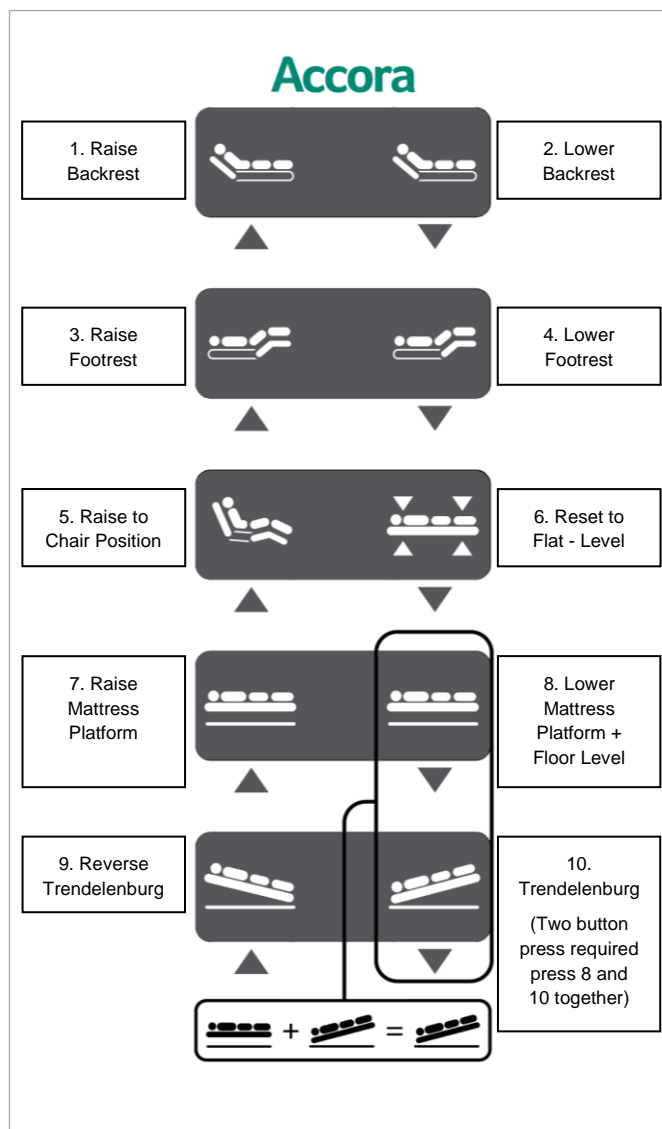 Accora
1. Raise
Backrest
2. Lower
Backrest
3. Raise
Footrest
4. Lower
Footrest
5. Raise to
Chair Position
6. Reset to
Flat - Level
7. Raise
Mattress
Platform
8. Lower
Mattress
Platform +
Floor Level
9. Reverse
Trendelenburg
10.
Trendelenburg
(Two button
press required
press 8 and
10 together)
+ =